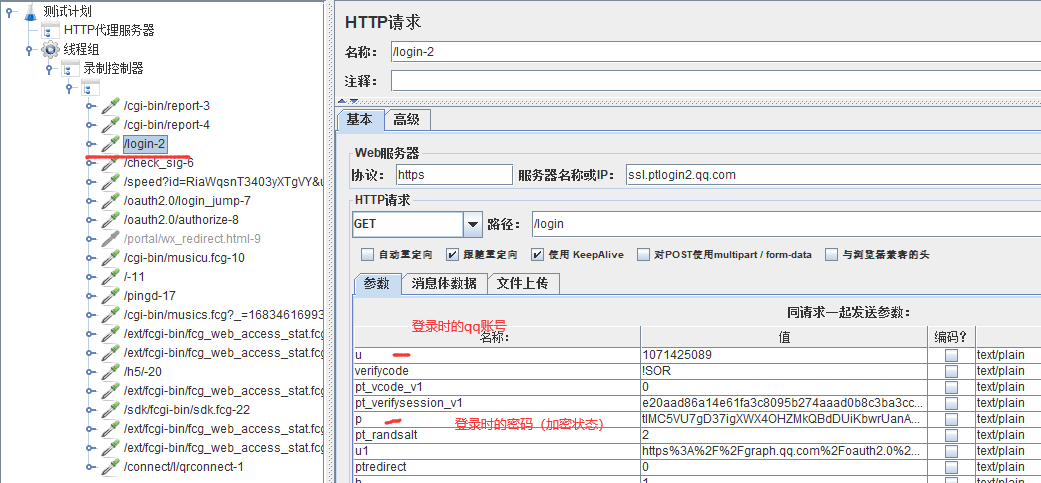 测试计划
HTTP代理服务器
线程组
录制控制器
/cgi-bin/report-3
/cgi-bin/report-4
/login-2
/check_sig-6
/speed?id=RiaWqsnT3403yXTgVY&u
/oauth2.0/login_jump-7
/oauth2.0/authorize-8
/portal/wx_redirect.html-9
/cgi-bin/musicu.fcg-10
/-11
/pingd-17
/cgi-bin/musics.fcg?_=16834616993
/ext/fcgi-bin/fcg_web_access_stat.fc
/ext/fcgi-bin/fcg_web_access_stat.fc
/h5/-20
/ext/fcgi-bin/fcg_web_access_stat.fc
/sdk/fcgi-bin/sdk.fcg-22
/ext/fcgi-bin/fcg_web_access_stat.fc
/ext/fcgi-bin/fcg_web_access_stat.fc
/connect/l/qrconnect-1
HTTP请求
名称： /login-2
注释：
基本 高级
Web服务器
协议： https 服务器名称或IP： ssl.ptlogin2.qq.com
HTTP请求
GET 路径： /login
自动重定向 跟随重定向 使用 KeepAlive 对POST使用multipart / form-data 与浏览器兼容的头
参数 消息体数据 文件上传
同请求一起发送参数：
登录时的qq账号
名称： 值 编码？
u 1071425089 text/plain
verifycode !SOR text/plain
pt_vcode_v1 0 text/plain
pt_verifysession_v1 e20aad86a14e61fa3c8095b274aaad0b8c3ba3cc... text/plain
p 登录时的密码（加密状态） tIMC5VU7gD37igXWX4OHZMkQBdDUiKbwrUanA... text/plain
pt_randsalt 2 text/plain
u1 https%3A%2F%2Fgraph.qq.com%2Foauth2.0%2... text/plain
ptredirect 0 text/plain
h 1 text/plain